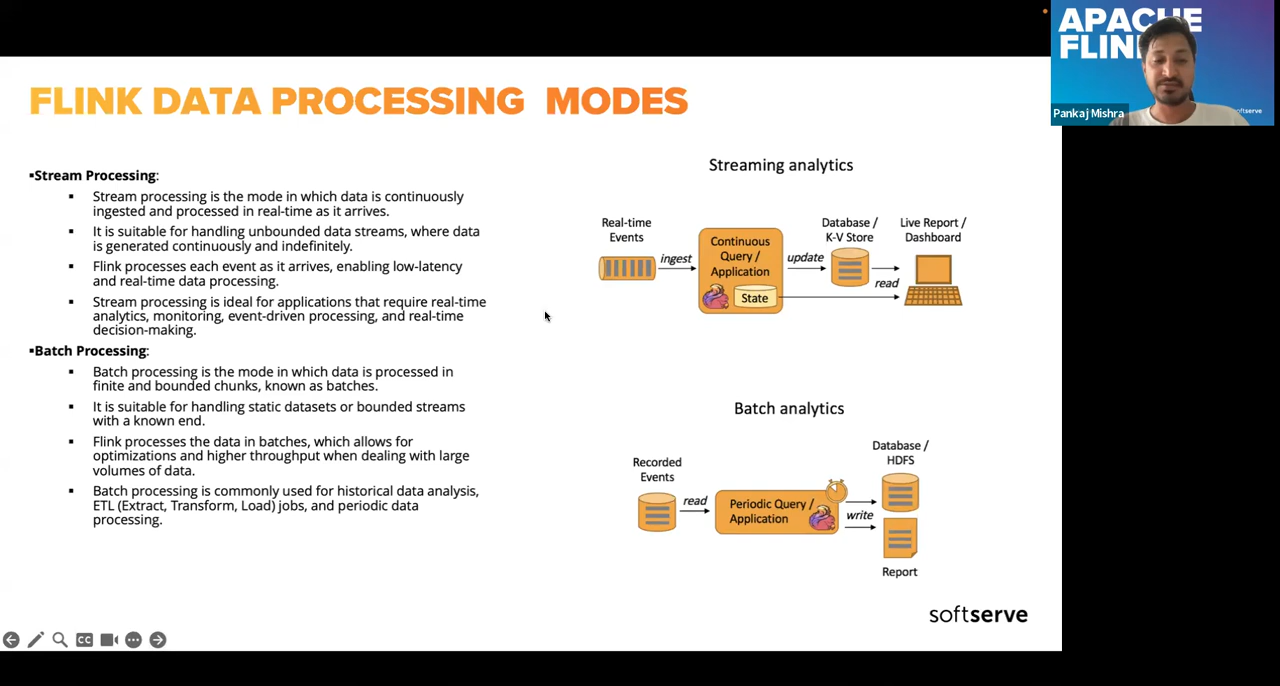 APACHE
FLIN
Pankaj Mishra
softserve
FLINK DATA PROCESSING MODES
▪Stream Processing:
▪ Stream processing is the mode in which data is continuously
ingested and processed in real-time as it arrives.
▪ It is suitable for handling unbounded data streams, where data
is generated continuously and indefinitely.
▪ Flink processes each event as it arrives, enabling low-latency
and real-time data processing.
▪ Stream processing is ideal for applications that require real-time
analytics, monitoring, event-driven processing, and real-time
decision-making.
▪Batch Processing:
▪ Batch processing is the mode in which data is processed in
finite and bounded chunks, known as batches.
▪ It is suitable for handling static datasets or bounded streams
with a known end.
▪ Flink processes the data in batches, which allows for
optimizations and higher throughput when dealing with large
volumes of data.
▪ Batch processing is commonly used for historical data analysis,
ETL (Extract, Transform, Load) jobs, and periodic data
processing.
Streaming analytics
Real-time
Events
ingest
Continuous
Query /
Application
State
update
Database /
K-V Store
read
Live Report /
Dashboard
Batch analytics
Recorded
Events
read
Periodic Query /
Application
write
Database /
HDFS
Report
softserve
CC